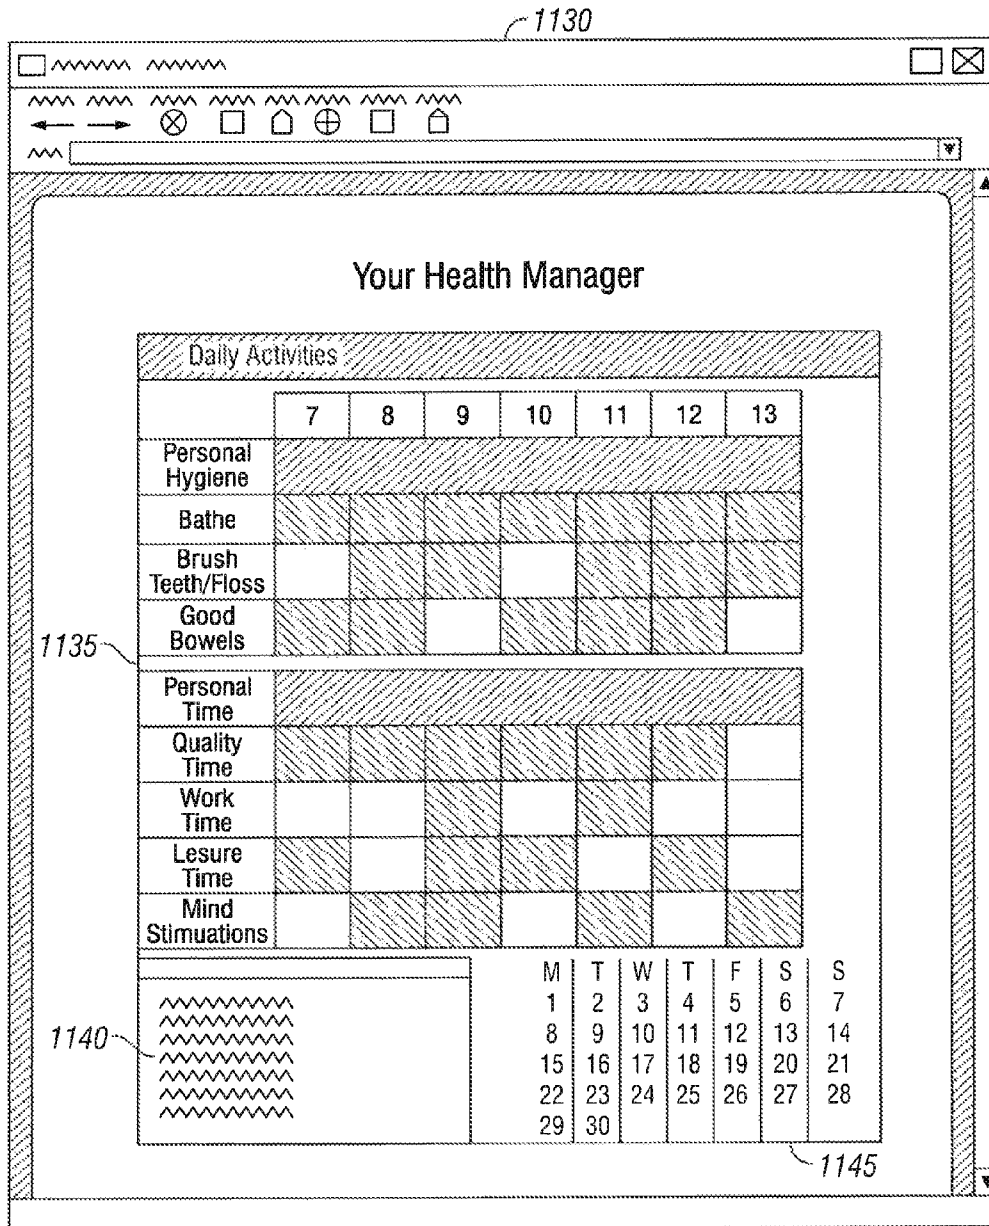 1130
Your Health Manager
Daily Activities
7 8 9 10 11 12 13
Personal
Hygiene
Bathe
Brush
Teeth/Floss
Good
Bowels
1135
Personal
Time
Quality
Time
Work
Time
Lesure
Time
Mind
Stimuations
M T W T F S S
1 2 3 4 5 6 7
8 9 10 11 12 13 14
15 16 17 18 19 20 21
22 23 24 25 26 27 28
29 30
1140
1145